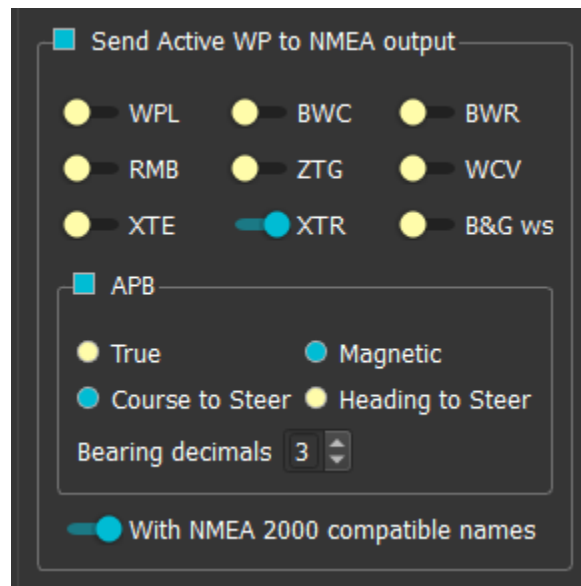 Send Active WP to NMEA output
WPL BWC BWR
RMB ZTG WCV
XTE XTR B&G ws
APB
True Magnetic
Course to Steer Heading to Steer
Bearing decimals 3
With NMEA 2000 compatible names